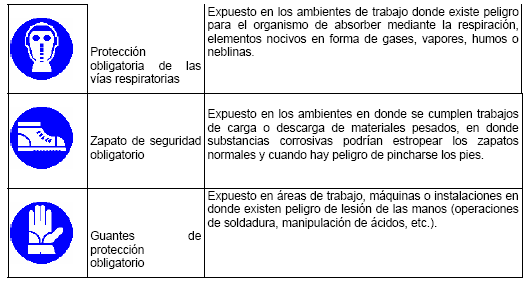 Protección
obligatoria de las
vías respiratorias
Expuesto en los ambientes de trabajo donde existe peligro
para el organismo de absorber mediante la respiración,
elementos nocivos en forma de gases, vapores, humos o
neblinas.
Zapato de seguridad
obligatorio
Expuesto en los ambientes en donde se cumplen trabajos
de carga o descarga de materiales pesados, en donde
substancias corrosivas podrían estropear los zapatos
normales y cuando hay peligro de pincharse los pies.
Guantes de
protección
obligatorio
Expuesto en áreas de trabajo, máquinas o instalaciones en
donde existen peligro de lesión de las manos (operaciones
de soldadura, manipulación de ácidos, etc.).